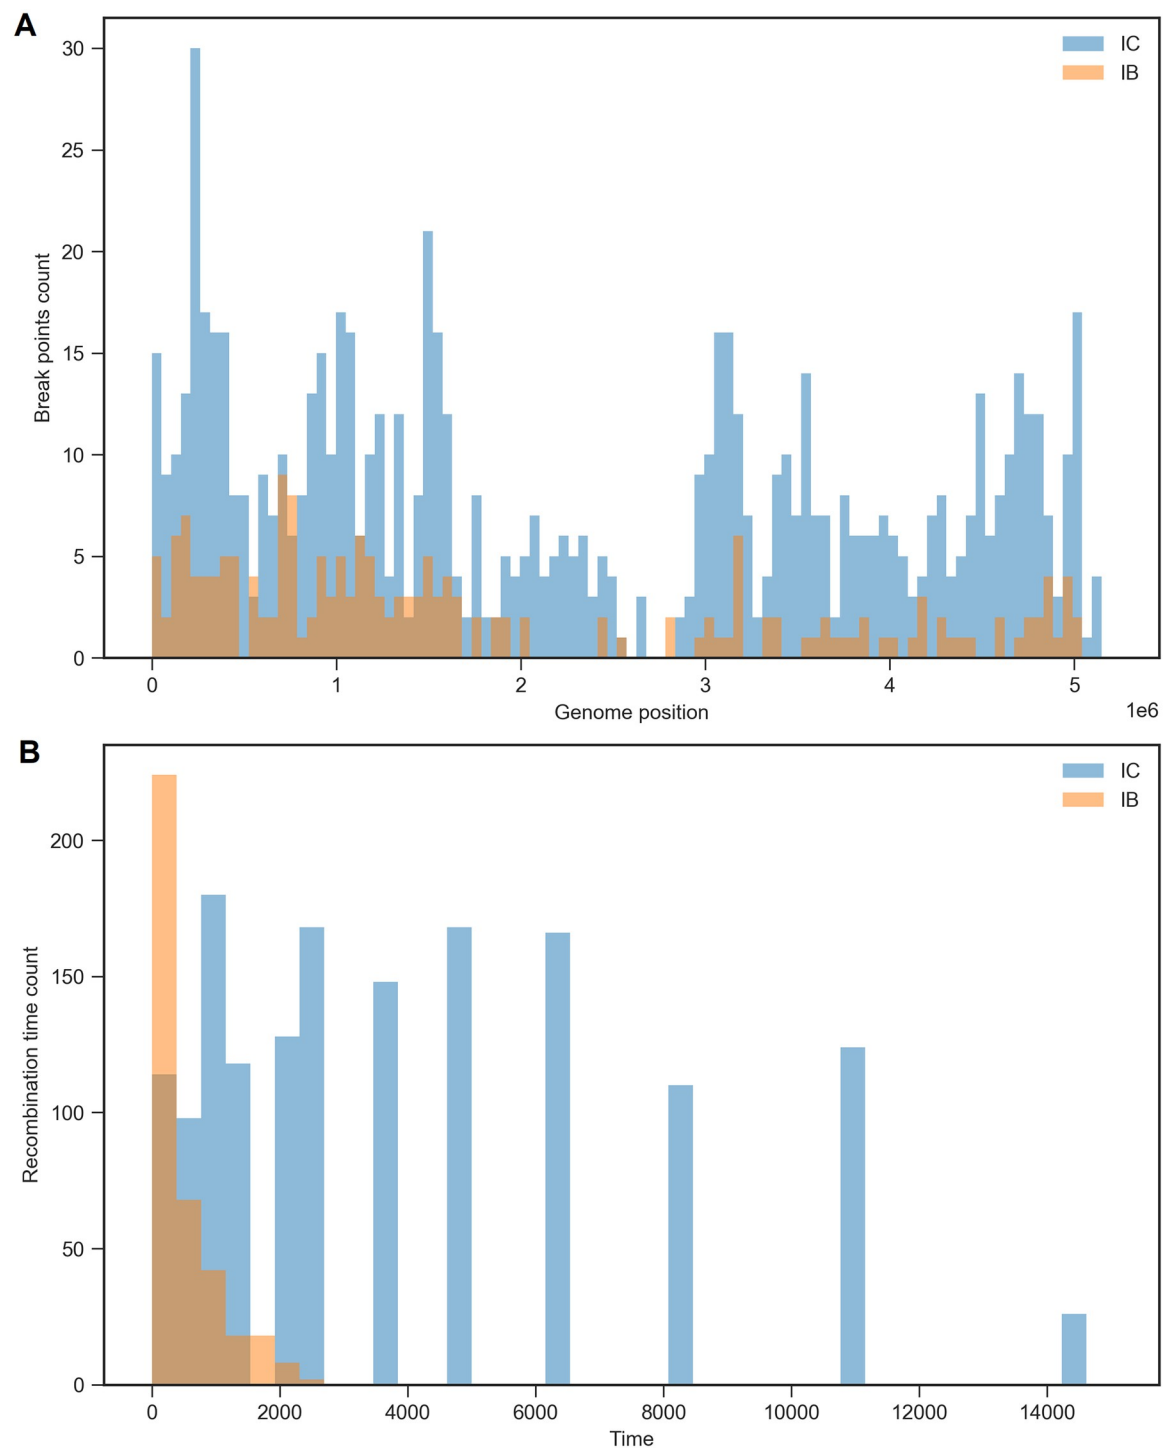 A
30
25
20
15
10
5
0
Break points count
IC
IB
0 1 2 3 4 5
Genome position
1e6
B
200
150
100
50
0
Recombination time count
IC
IB
0 2000 4000 6000 8000 10000 12000 14000
Time